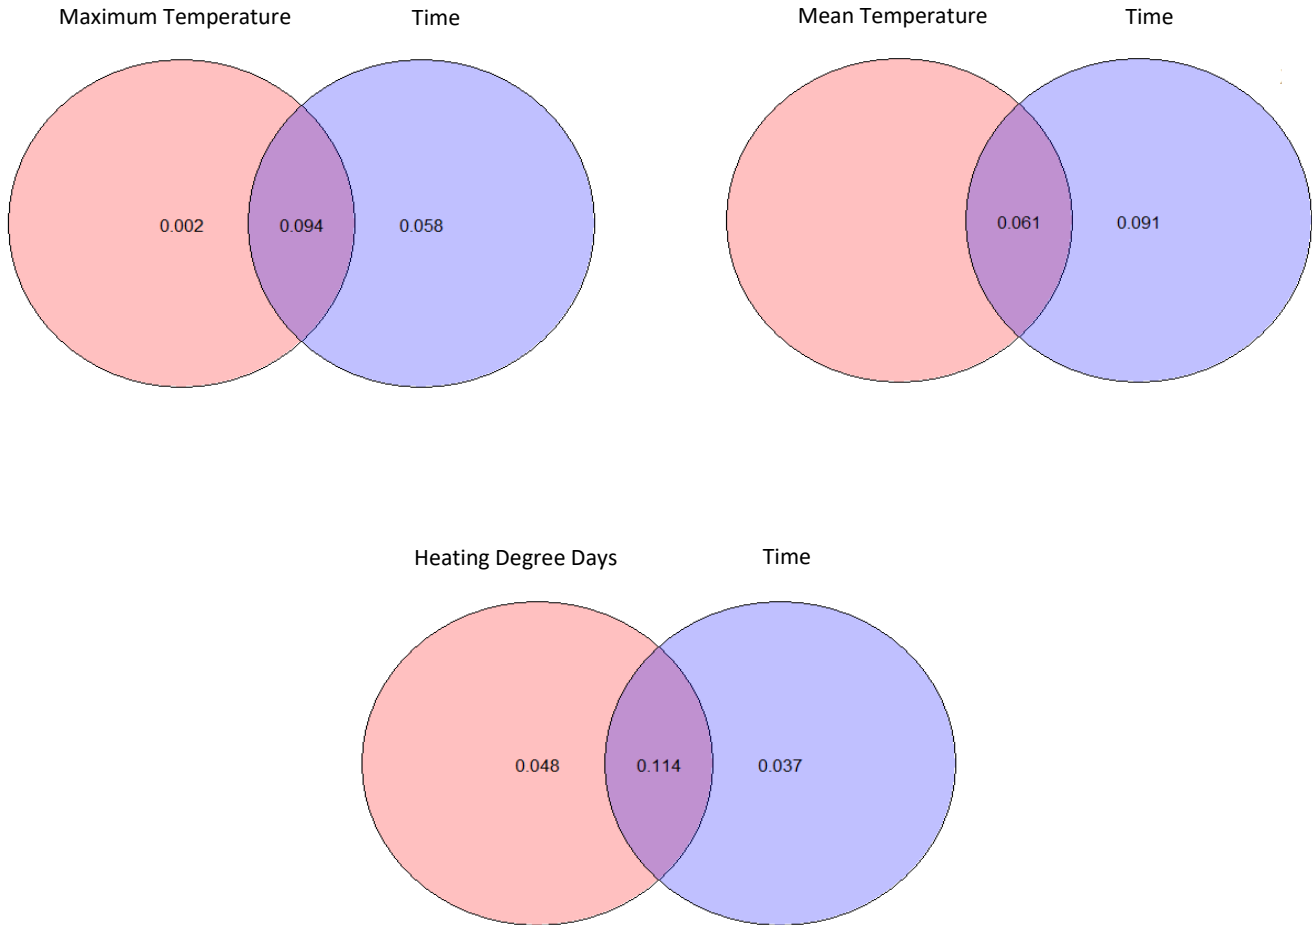 Maximum Temperature Time
0.002 0.094 0.058
Mean Temperature Time
0.061 0.091
Heating Degree Days Time
0.048 0.114 0.037